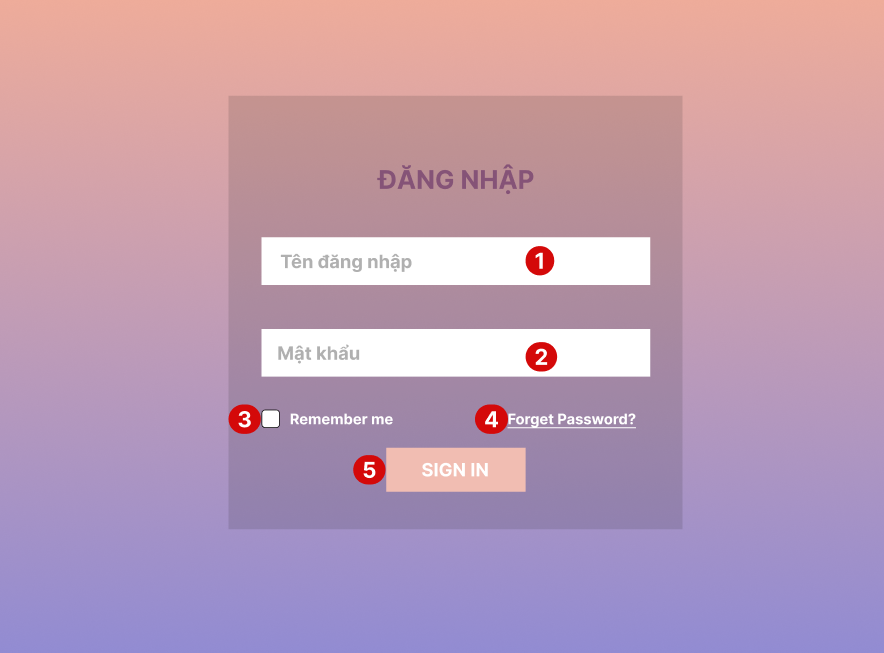 ĐĂNG NHẬP
Tên đăng nhập 1
Mật khẩu 2
3 Remember me 4 Forget Password?
5 SIGN IN